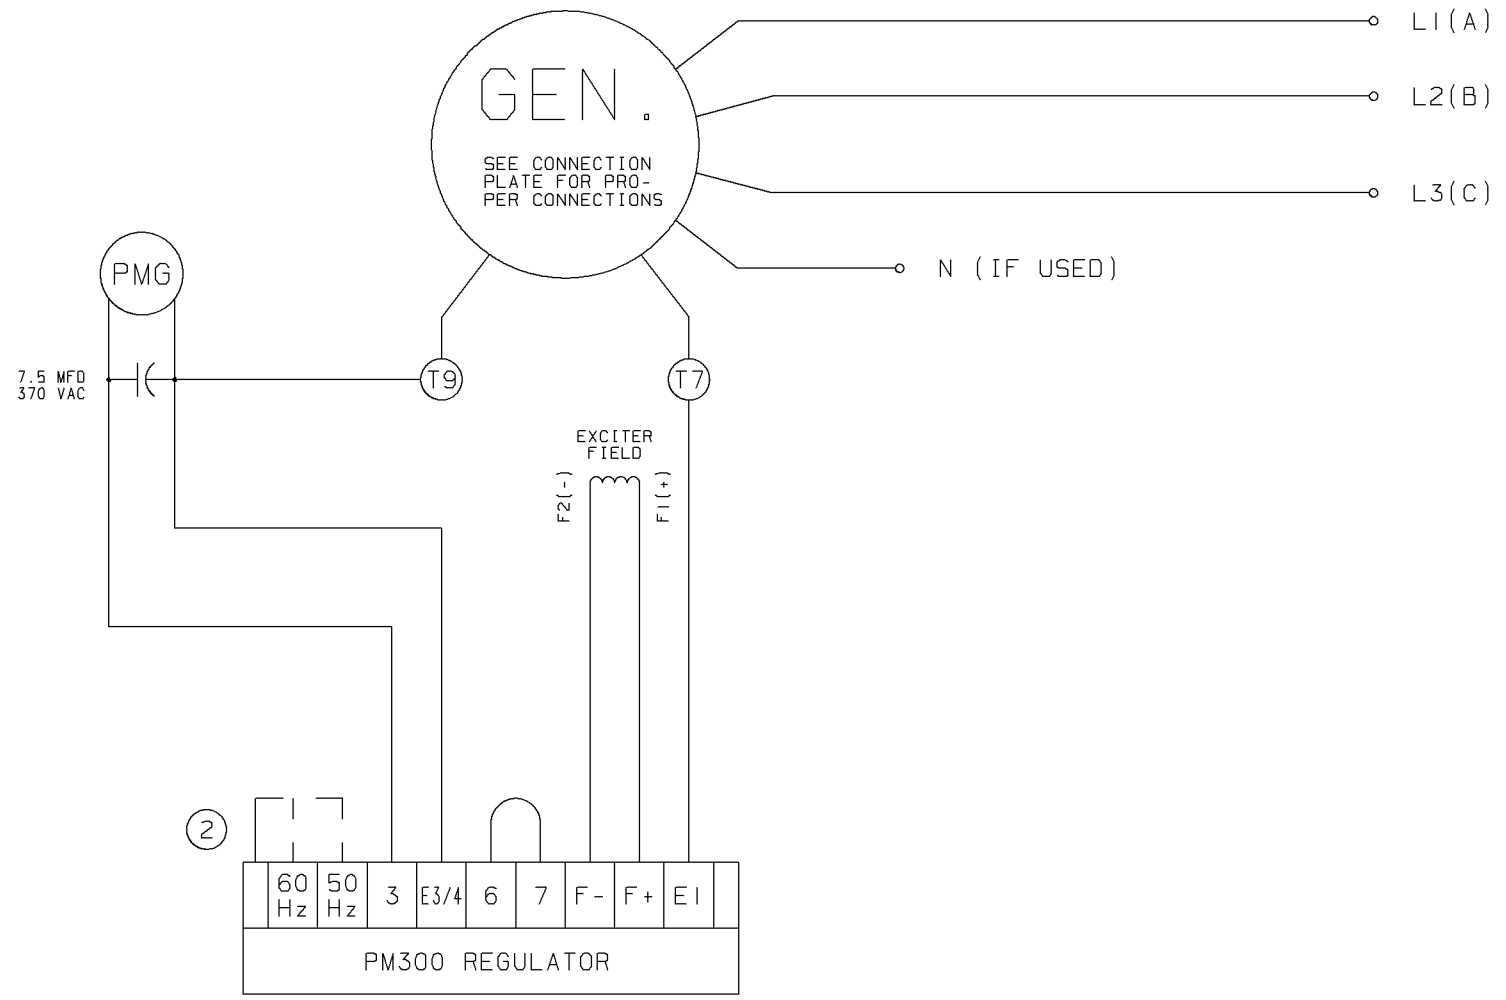 L1(A)
GEN.
L2(B)
SEE CONNECTION
PLATE FOR PRO-
PER CONNECTIONS
L3(C)
N (IF USED)
PMG
7.5 MFD
370 VAC
T9
T7
EXCITER
FIELD
F2(-)
F1(+)
2
60
Hz
50
Hz
3
E3/4
6
7
F-
F+
E1
PM300 REGULATOR